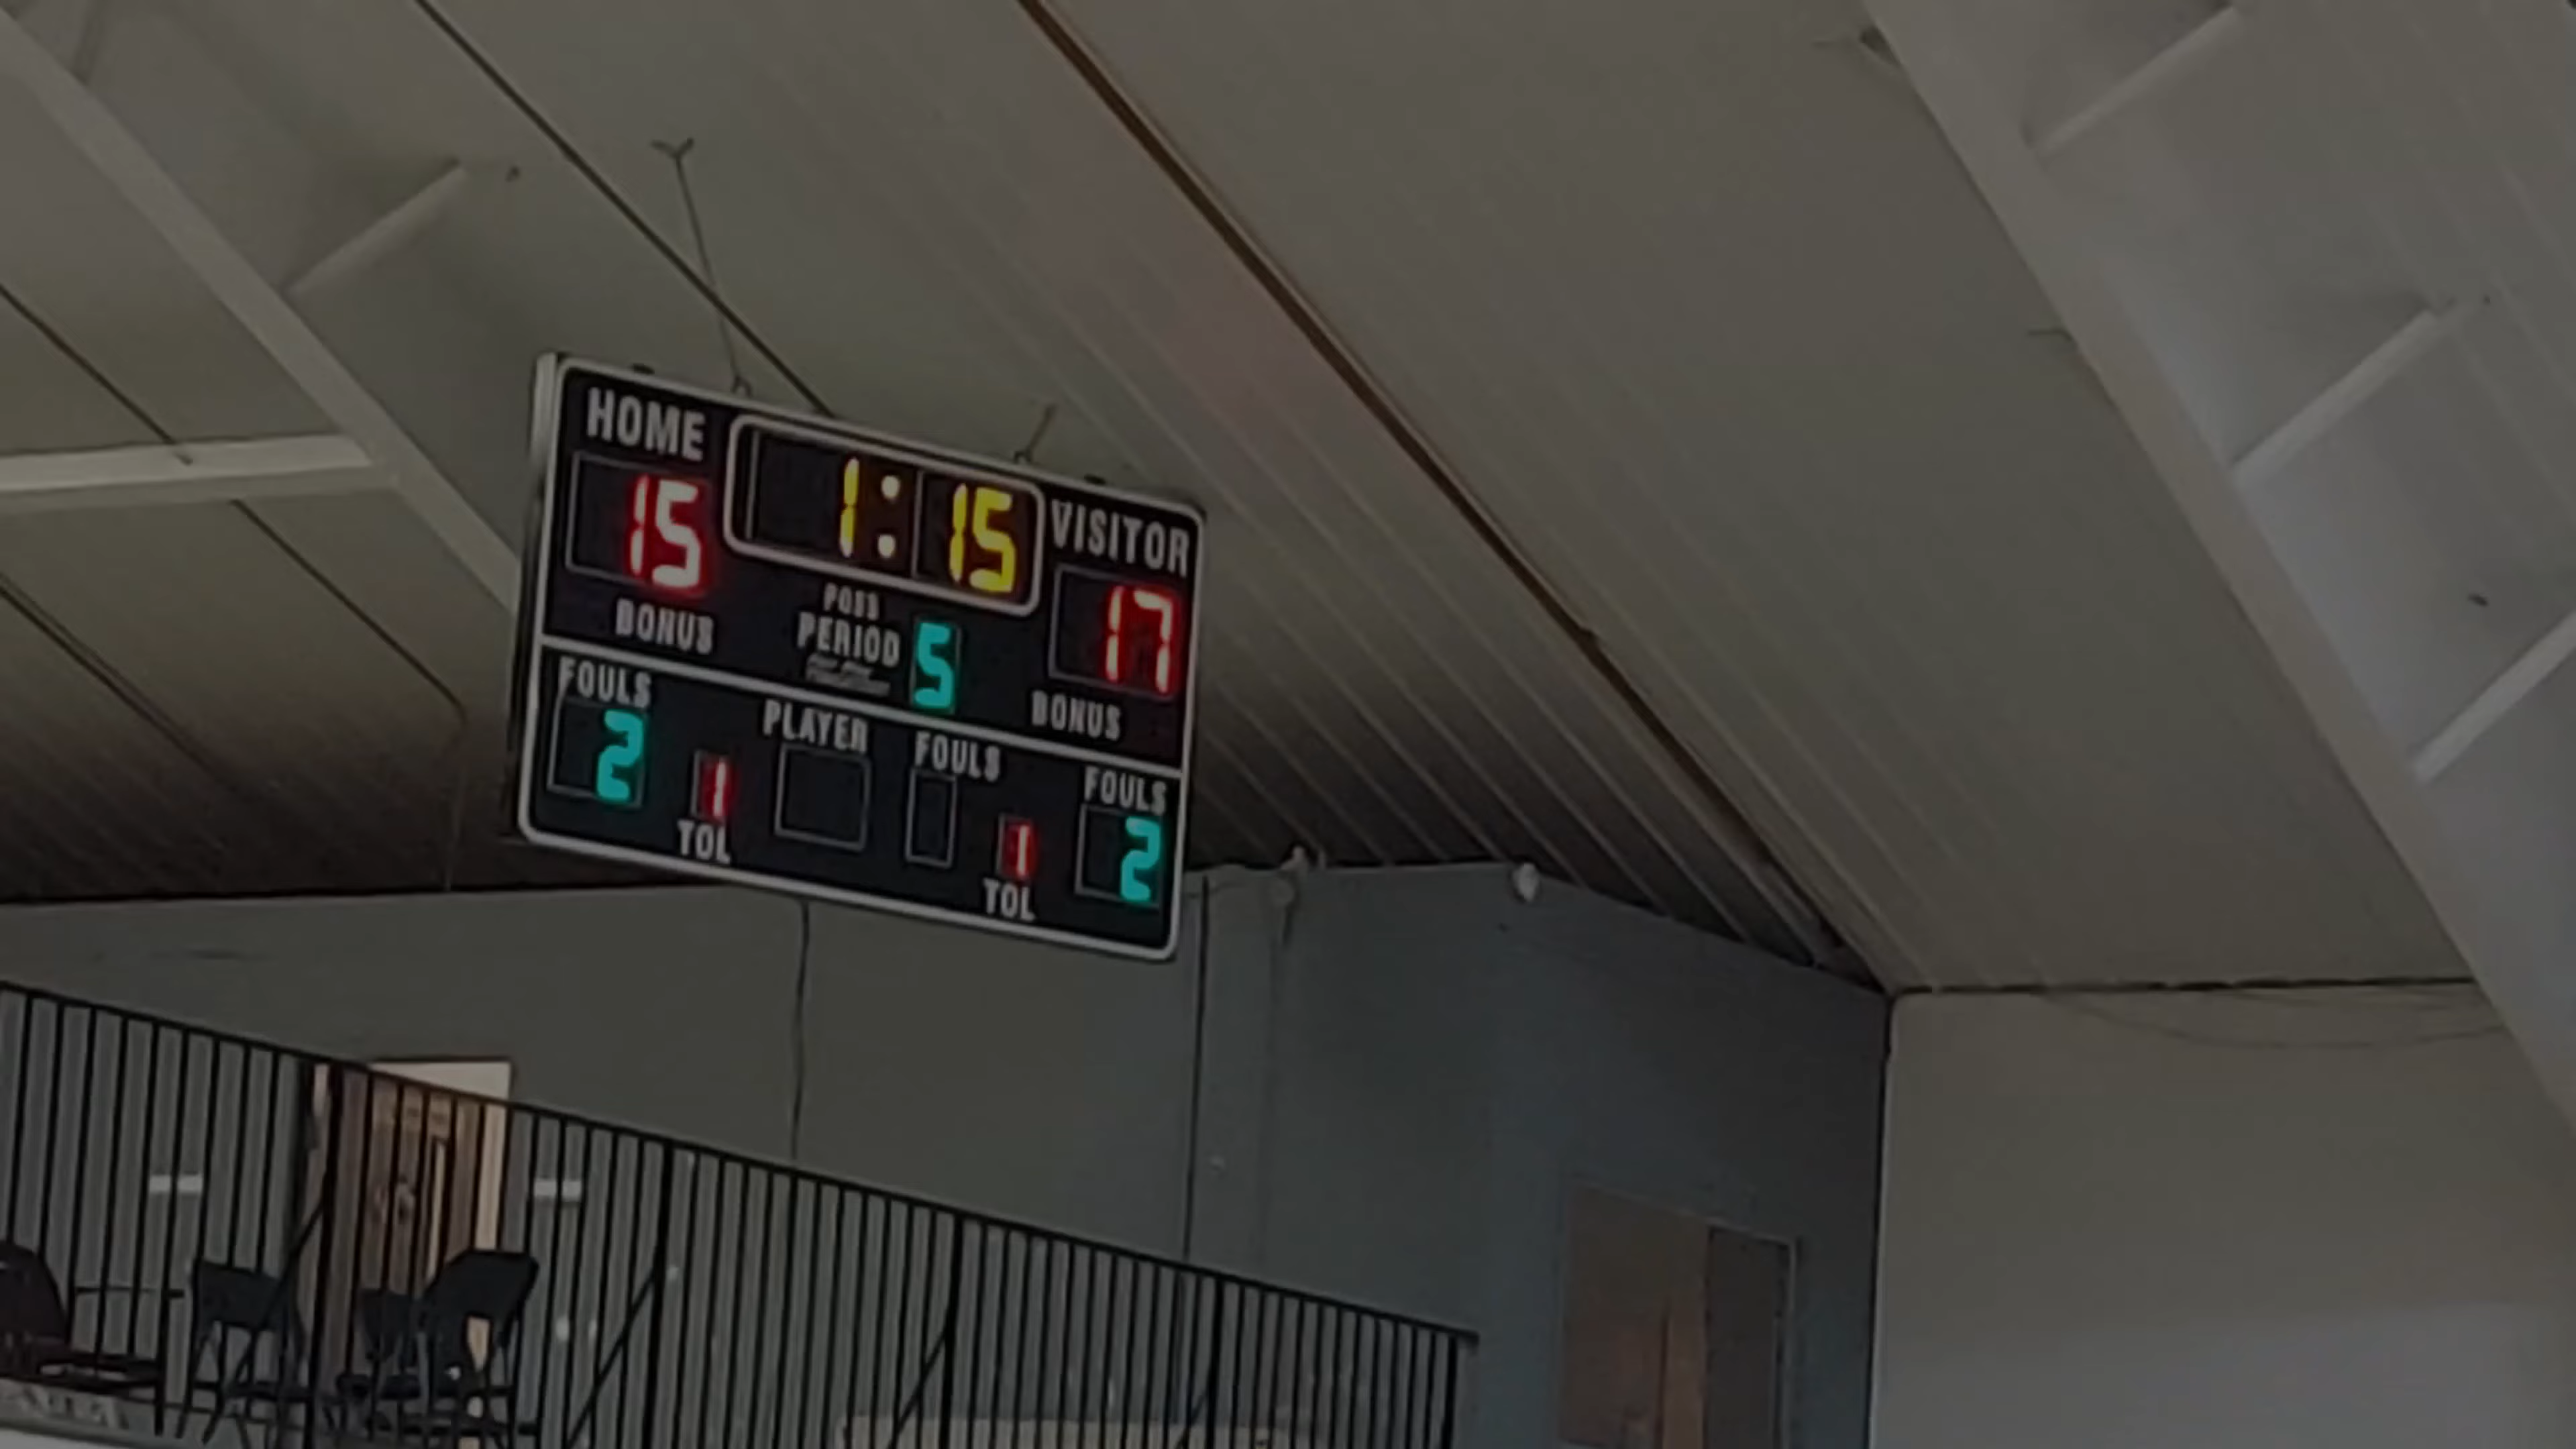 HOME
1:15
VISITOR
15
17
POSS
BONUS
PERIOD 5
BONUS
FOULS
PLAYER
FOULS
FOULS
2
1
1
2
TOL
TOL